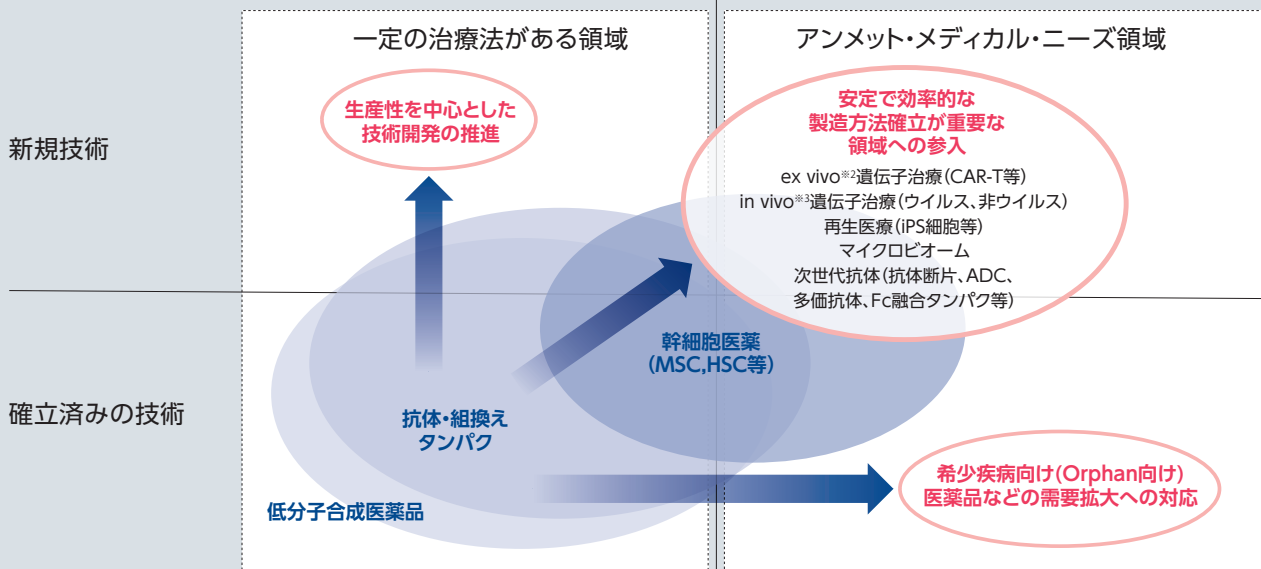 一定の治療法がある領域
アンメット・メディカル・ニーズ領域
新規技術
生産性を中心とした
技術開発の推進
安定で効率的な
製造方法確立が重要な
領域への参入
ex vivo※2遺伝子治療(CAR-T等)
in vivo※3遺伝子治療(ウイルス、非ウイルス)
再生医療(iPS細胞等)
マイクロビオーム
次世代抗体(抗体断片、ADC、
多価抗体、Fc融合タンパク等)
確立済みの技術
幹細胞医薬
(MSC,HSC等)
抗体・組換え
タンパク
低分子合成医薬品
希少疾病向け(Orphan向け)
医薬品などの需要拡大への対応